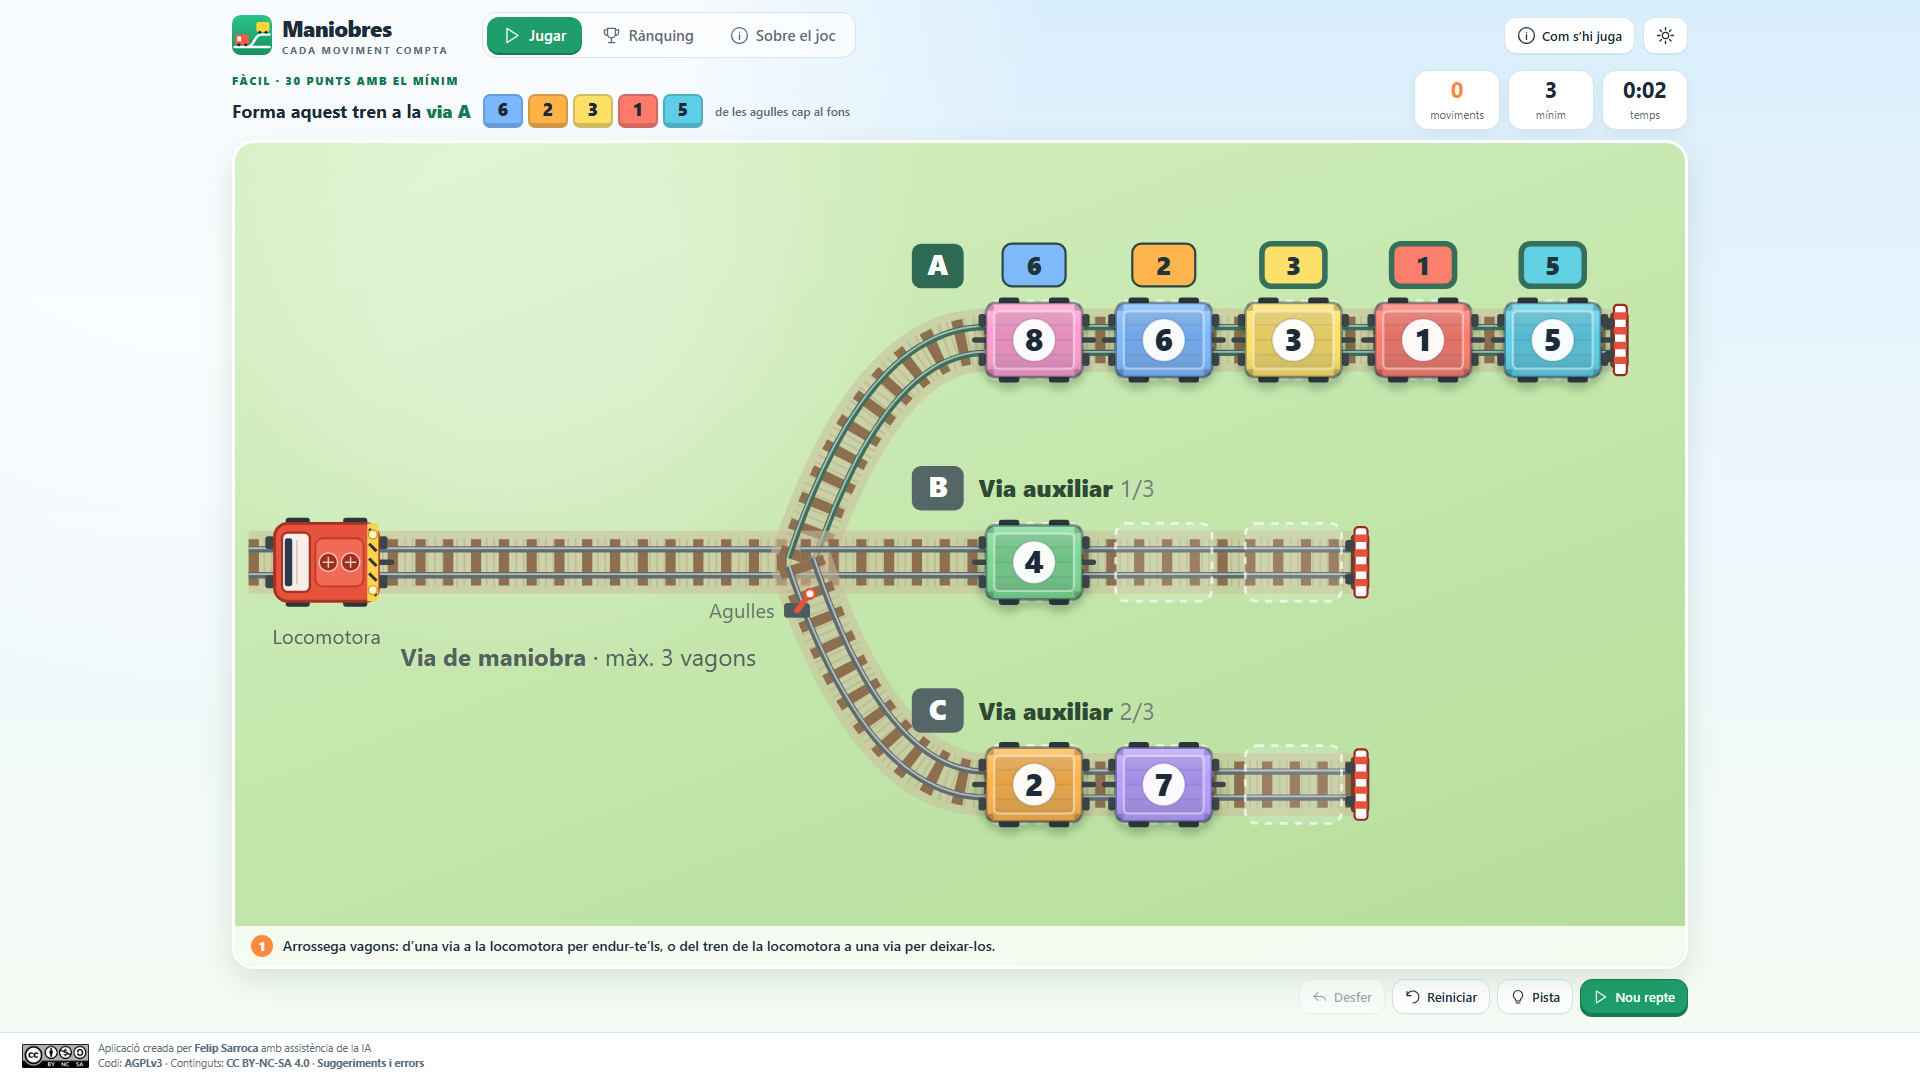 Maniobres
CADA MOVIMENT COMPTA
Jugar
Rànquing
Sobre el joc
Com s’hi juga
FÀCIL · 30 PUNTS AMB EL MÍNIM
Forma aquest tren a la via A 6 2 3 1 5 de les agulles cap al fons
0
moviments
3
mínim
0:02
temps
A 6 2 3 1 5
8 6 3 1 5
B Via auxiliar 1/3
4
Agulles
Locomotora
Via de maniobra · màx. 3 vagons
C Via auxiliar 2/3
2 7
1 Arrossega vagons: d’una via a la locomotora per endur-te’ls, o del tren de la locomotora a una via per deixar-los.
Desfer
Reiniciar
Pista
Nou repte
CC BY NC SA
Aplicació creada per Felip Sarroca amb assistència de la IA
Codi: AGPLv3 · Continguts: CC BY-NC-SA 4.0 · Suggeriments i errors